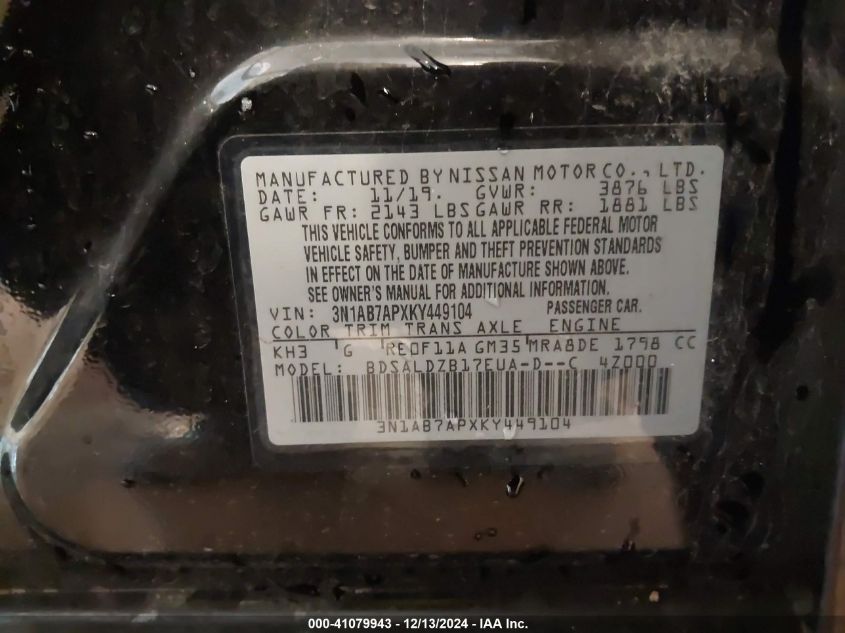 MANUFACTURED BY NISSAN MOTOR CO., LTD.
DATE: 11/19. GVWR: 3876 LBS
GAWR FR: 2143 LBS GAWR RR: 1881 LBS
THIS VEHICLE CONFORMS TO ALL APPLICABLE FEDERAL MOTOR
VEHICLE SAFETY, BUMPER AND THEFT PREVENTION STANDARDS
IN EFFECT ON THE DATE OF MANUFACTURE SHOWN ABOVE.
SEE OWNER'S MANUAL FOR ADDITIONAL INFORMATION.
VIN: 3N1AB7APXKY449104 PASSENGER CAR.
COLOR TRIM TRANS AXLE ENGINE
KH3 G RE0F11A GM35 MRA8DE 1798 CC
MODEL: BDSALDZB17EUA-D--C 4Z000
3N1AB7APXKY449104
000-41079943 - 12/13/2024 - IAA Inc.